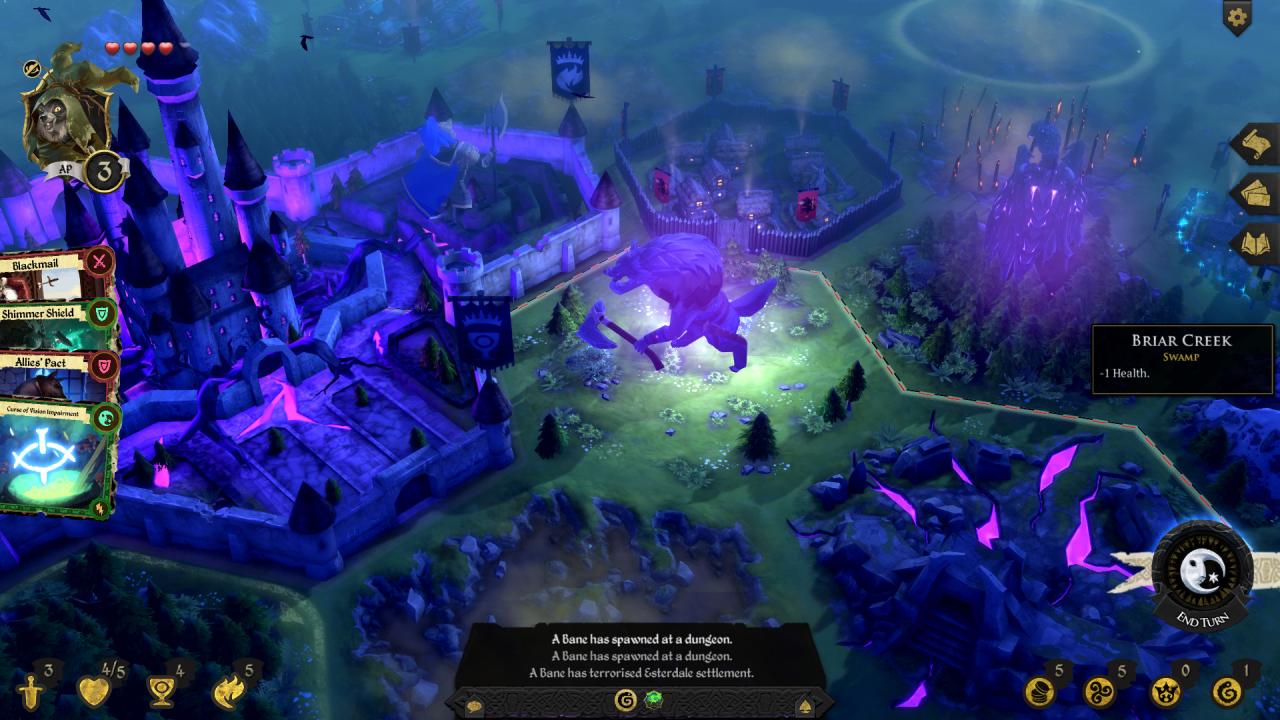 AP
3
Blackmail
Shimmer Shield
Allies' Pact
Curse of Vision Impairment
Briar Creek
Swamp
-1 Health.
END TURN
A Bane has spawned at a dungeon.
A Bane has spawned at a dungeon.
A Bane has terrorised Esterdale settlement.
3
4/5
4
5
5
5
0
1